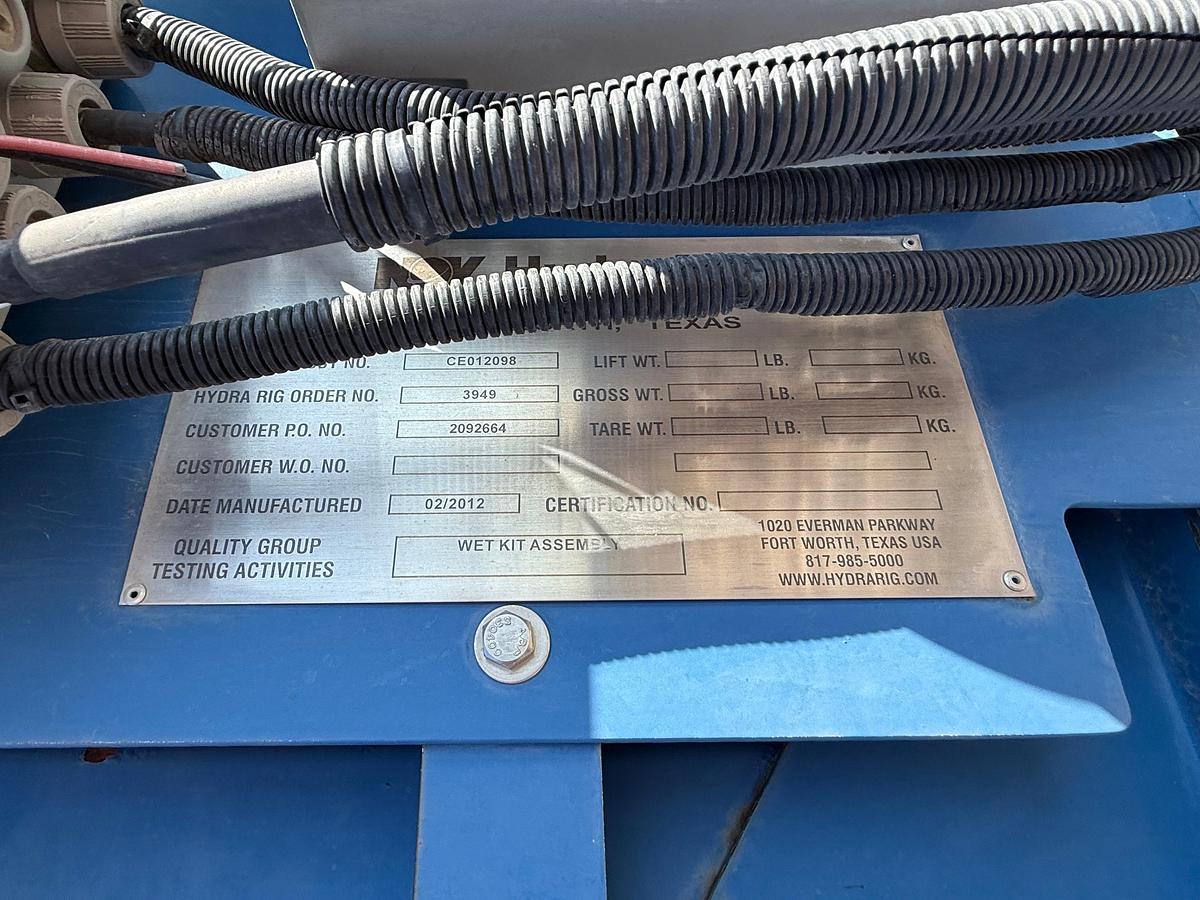 TEXAS
NO. CE012098 LIFT WT. LB. KG.
HYDRA RIG ORDER NO. 3949 GROSS WT. LB. KG.
CUSTOMER P.O. NO. 2092664 TARE WT. LB. KG.
CUSTOMER W.O. NO.
DATE MANUFACTURED 02/2012 CERTIFICATION NO.
QUALITY GROUP
TESTING ACTIVITIES
WET KIT ASSEMBLY
1020 EVERMAN PARKWAY
FORT WORTH, TEXAS USA
817-985-5000
WWW.HYDRARIG.COM